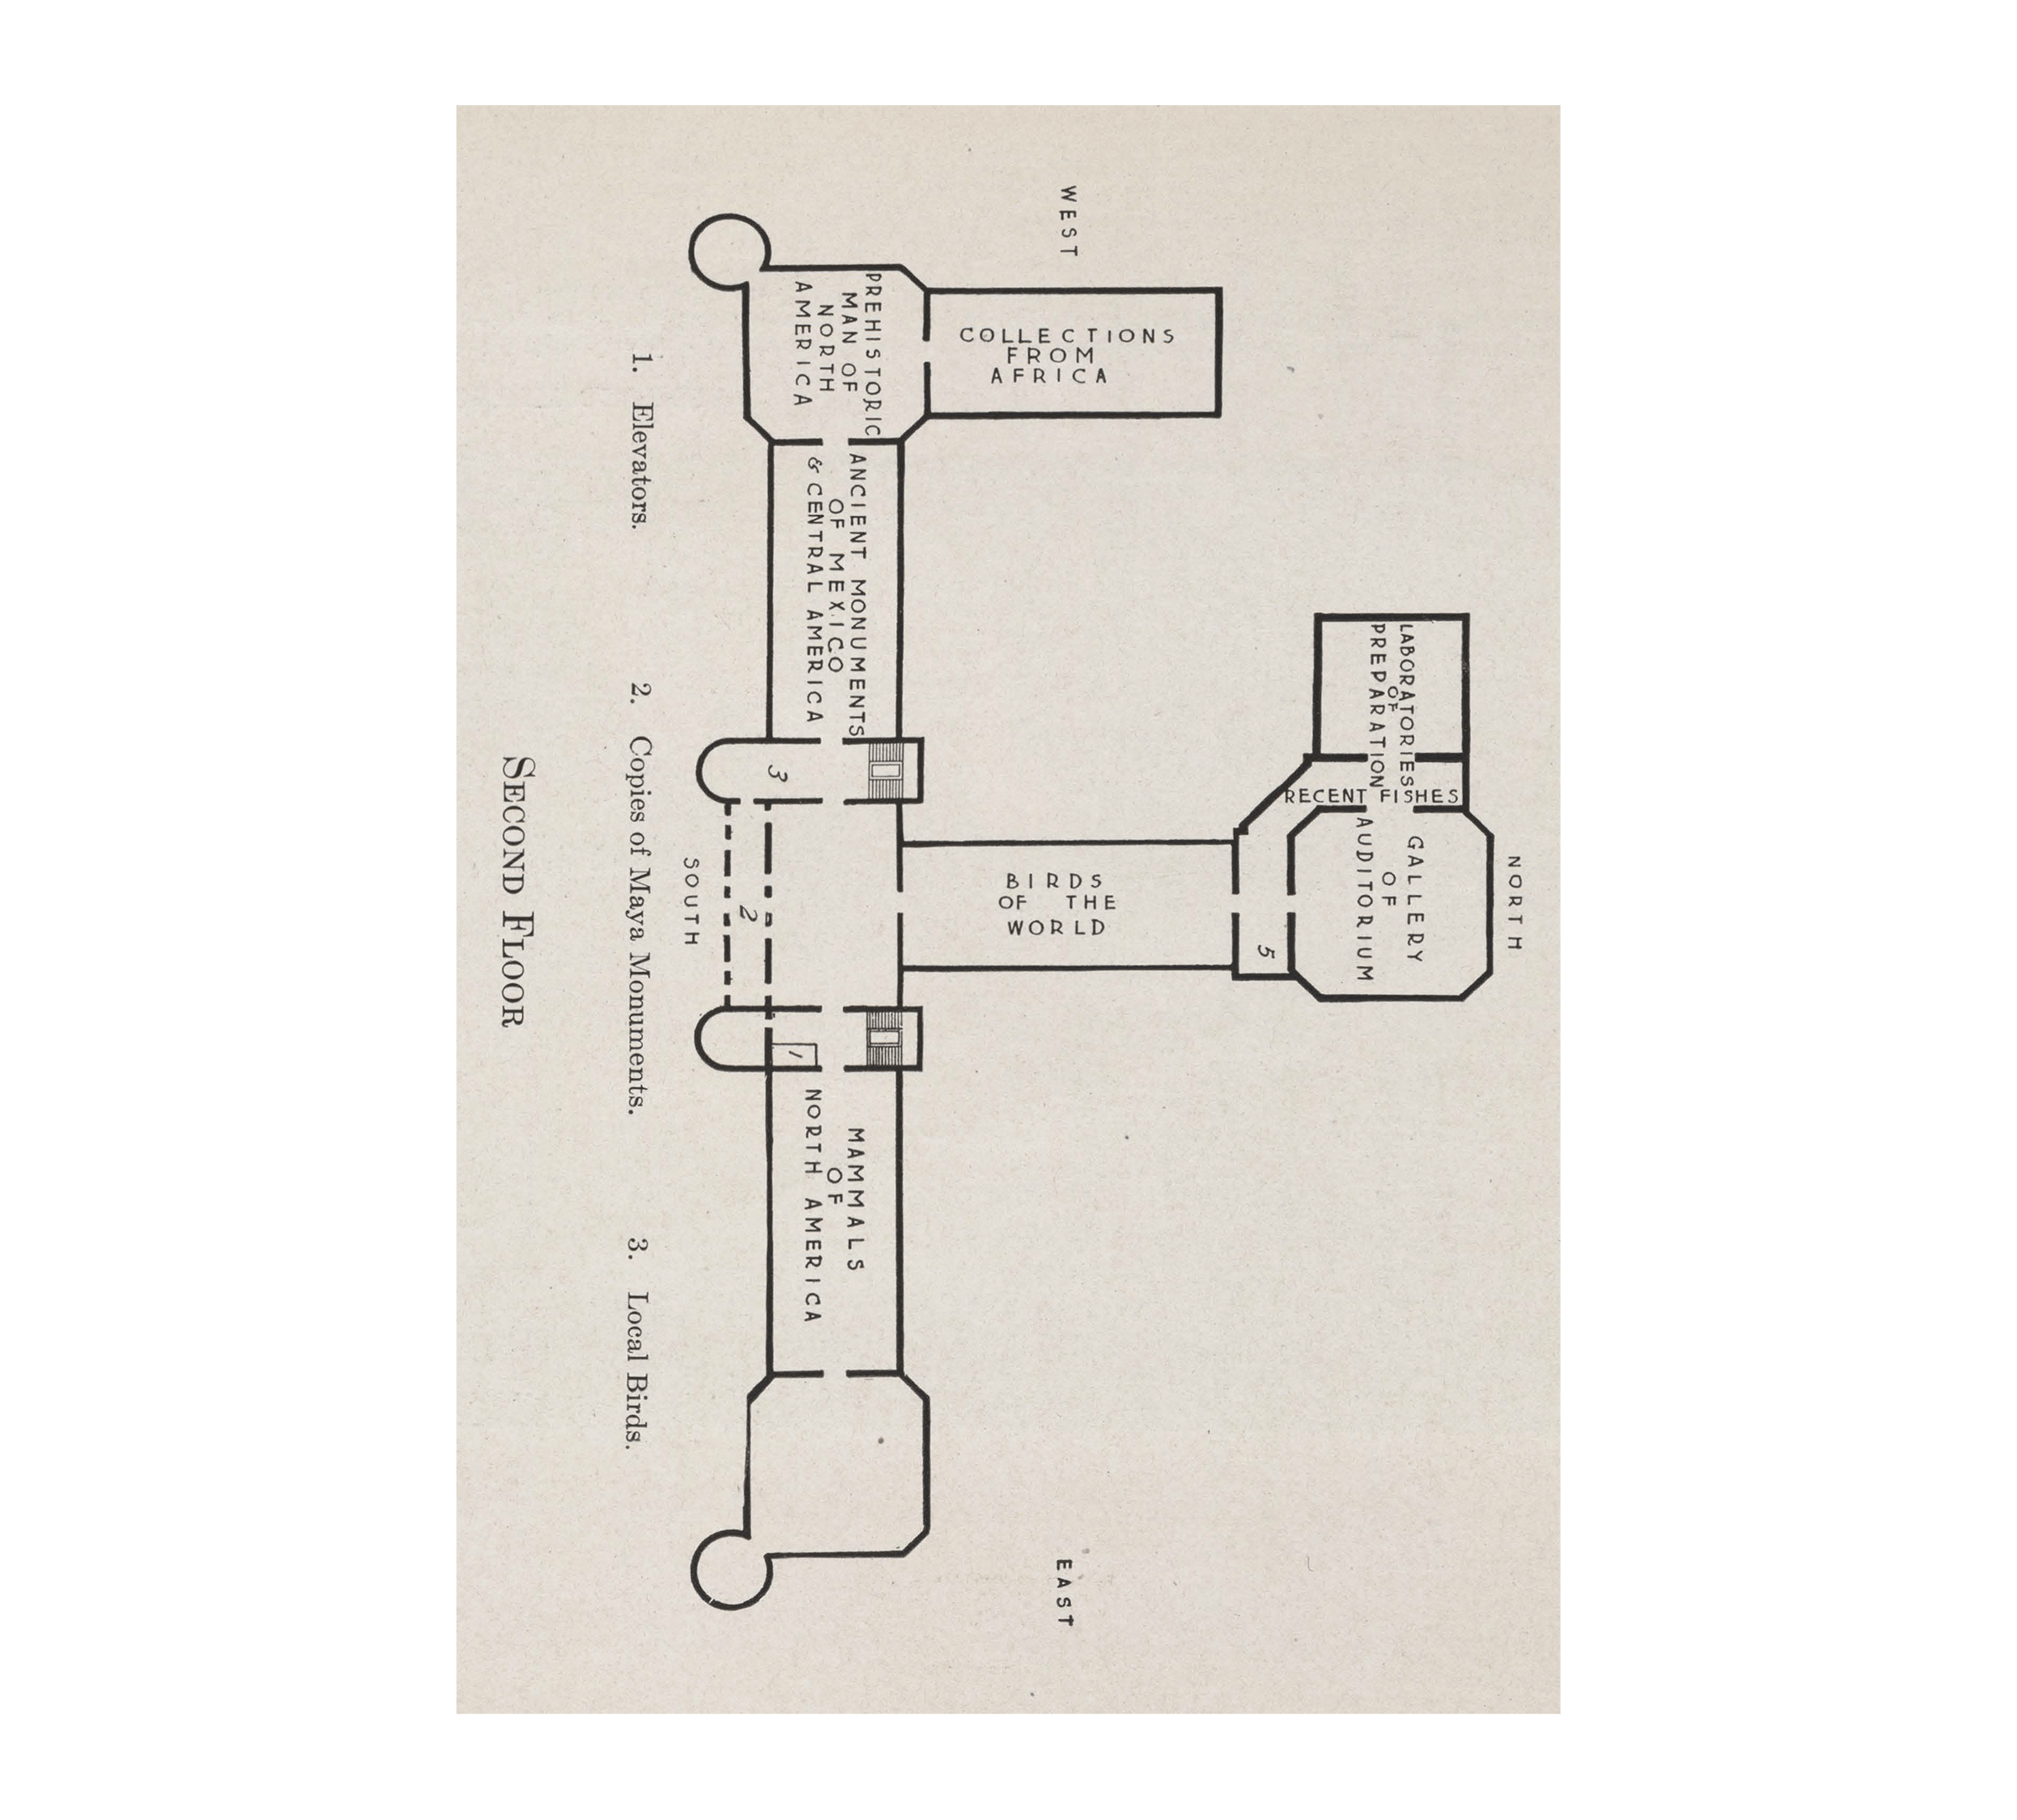 NORTH
LABORATORIES
OF
PREPARATION
RECENT FISHES
GALLERY
OF
AUDITORIUM
5
WEST
EAST
COLLECTIONS
FROM
AFRICA
BIRDS
OF THE
WORLD
PREHISTORIC
MAN OF
NORTH
AMERICA
ANCIENT MONUMENTS
OF MEXICO
& CENTRAL AMERICA
3
2
1
MAMMALS
OF
NORTH AMERICA
SOUTH
1. Elevators. 2. Copies of Maya Monuments. 3. Local Birds.
SECOND FLOOR